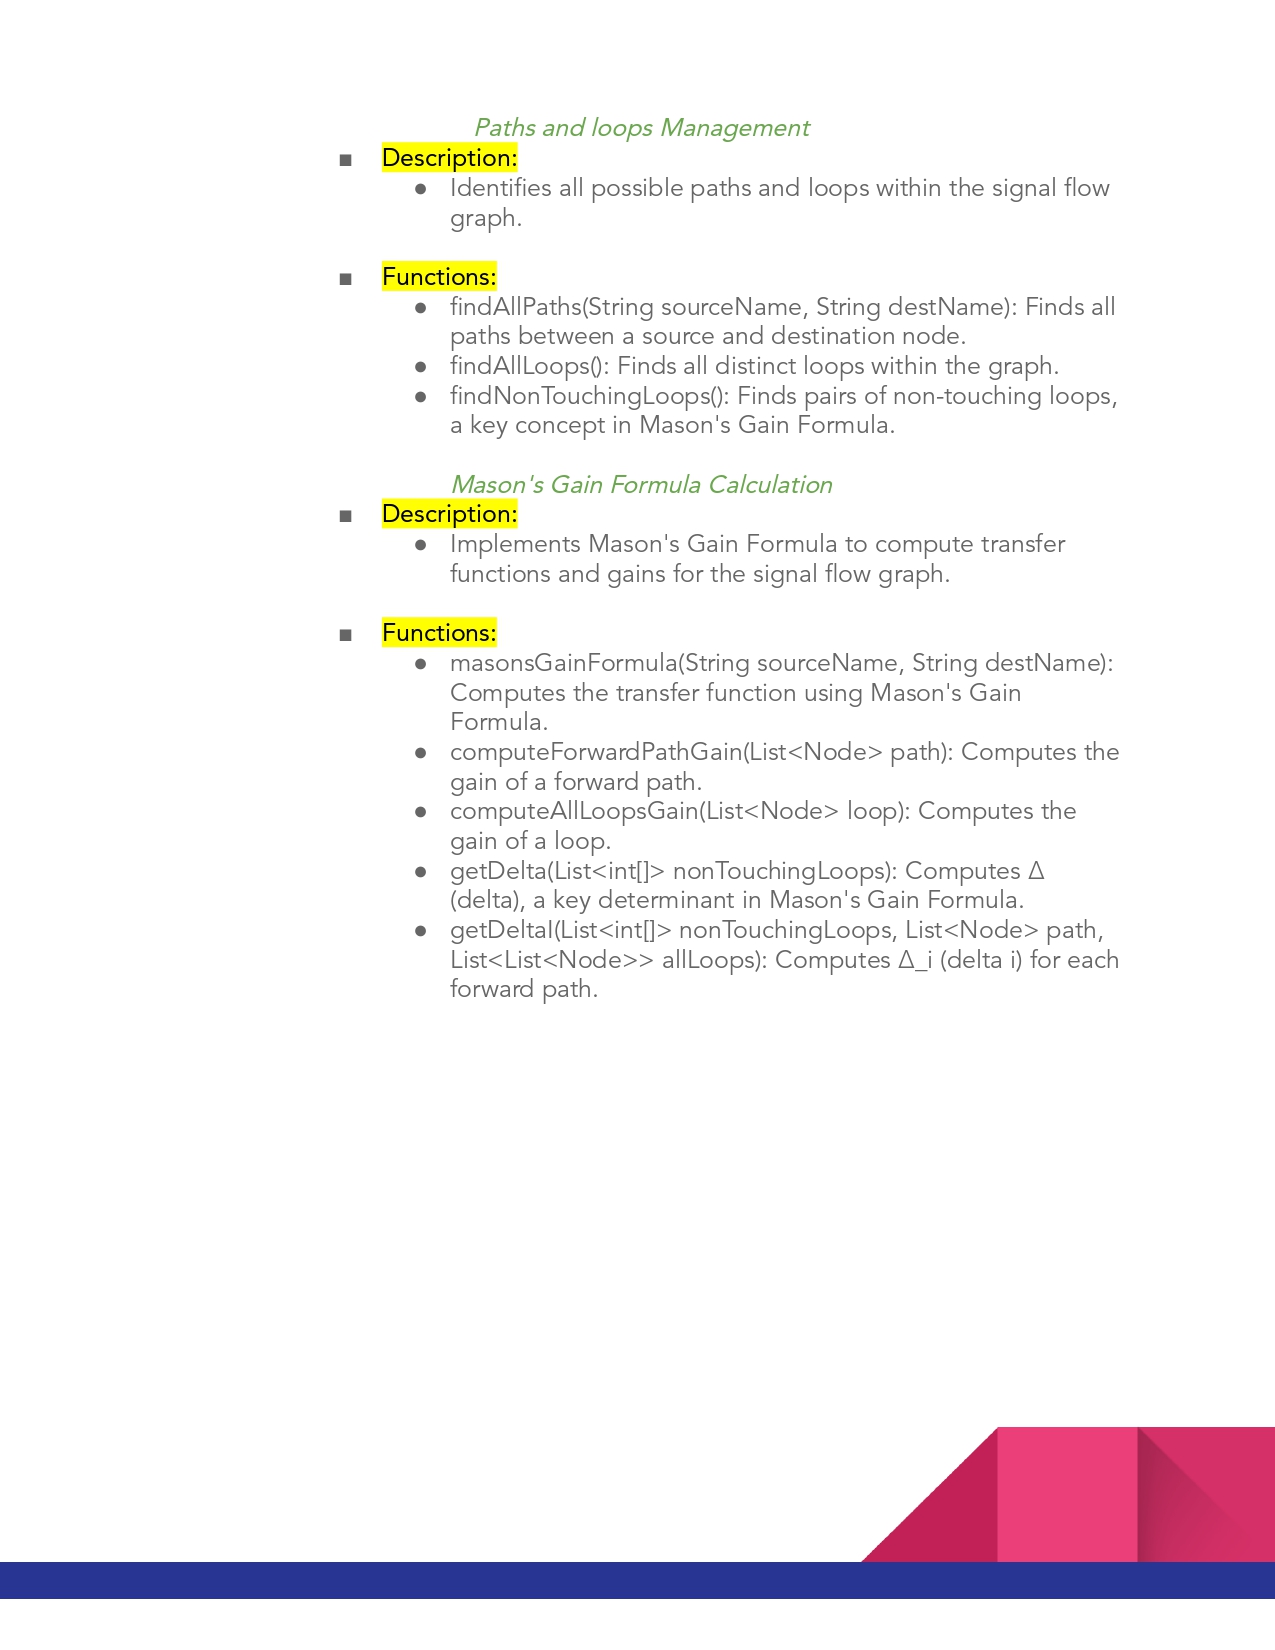 Paths and loops Management
■ Description:
● Identifies all possible paths and loops within the signal flow
graph.
■ Functions:
● findAllPaths(String sourceName, String destName): Finds all
paths between a source and destination node.
● findAllLoops(): Finds all distinct loops within the graph.
● findNonTouchingLoops(): Finds pairs of non-touching loops,
a key concept in Mason's Gain Formula.
Mason's Gain Formula Calculation
■ Description:
● Implements Mason's Gain Formula to compute transfer
functions and gains for the signal flow graph.
■ Functions:
● masonsGainFormula(String sourceName, String destName):
Computes the transfer function using Mason's Gain
Formula.
● computeForwardPathGain(List<Node> path): Computes the
gain of a forward path.
● computeAllLoopsGain(List<Node> loop): Computes the
gain of a loop.
● getDelta(List<int[]> nonTouchingLoops): Computes Δ
(delta), a key determinant in Mason's Gain Formula.
● getDeltaI(List<int[]> nonTouchingLoops, List<Node> path,
List<List<Node>> allLoops): Computes Δ_i (delta i) for each
forward path.